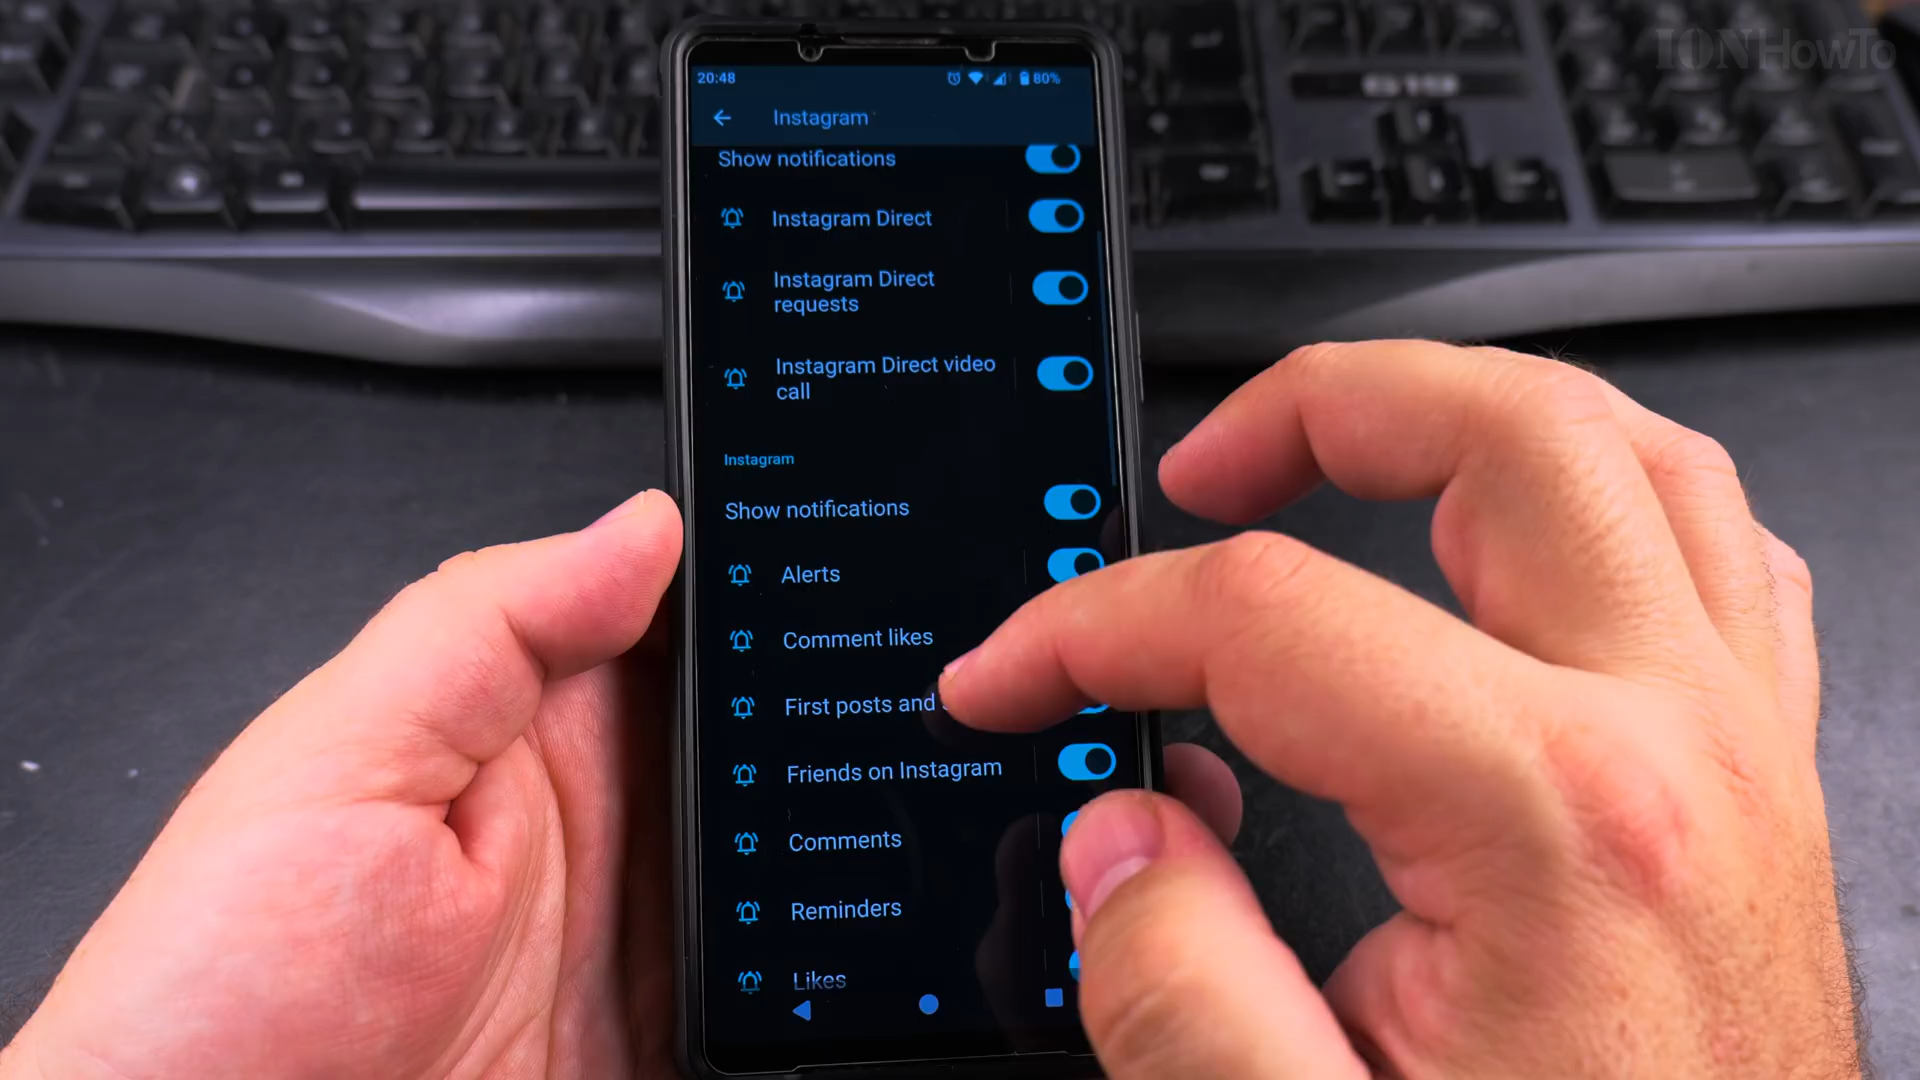 IONHowTo
20:48
80%
Instagram
Show notifications
Instagram Direct
Instagram Direct
requests
Instagram Direct video
call
Instagram
Show notifications
Alerts
Comment likes
First posts and
Friends on Instagram
Comments
Reminders
Likes